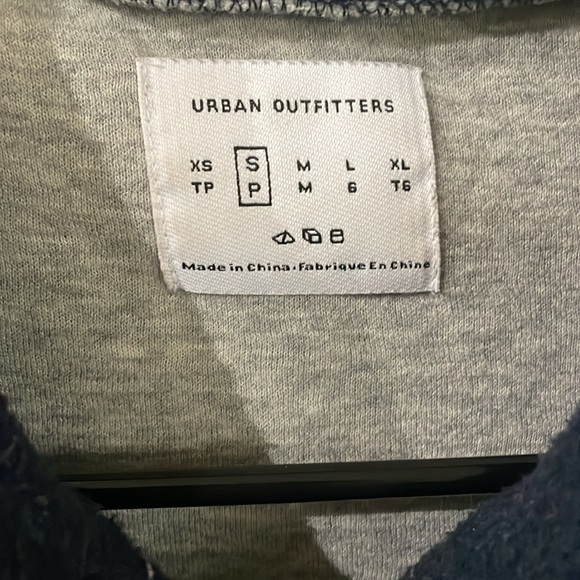 URBAN OUTFITTERS
XS S M L XL
TP P M G TG
Made in China·Fabrique En Chine